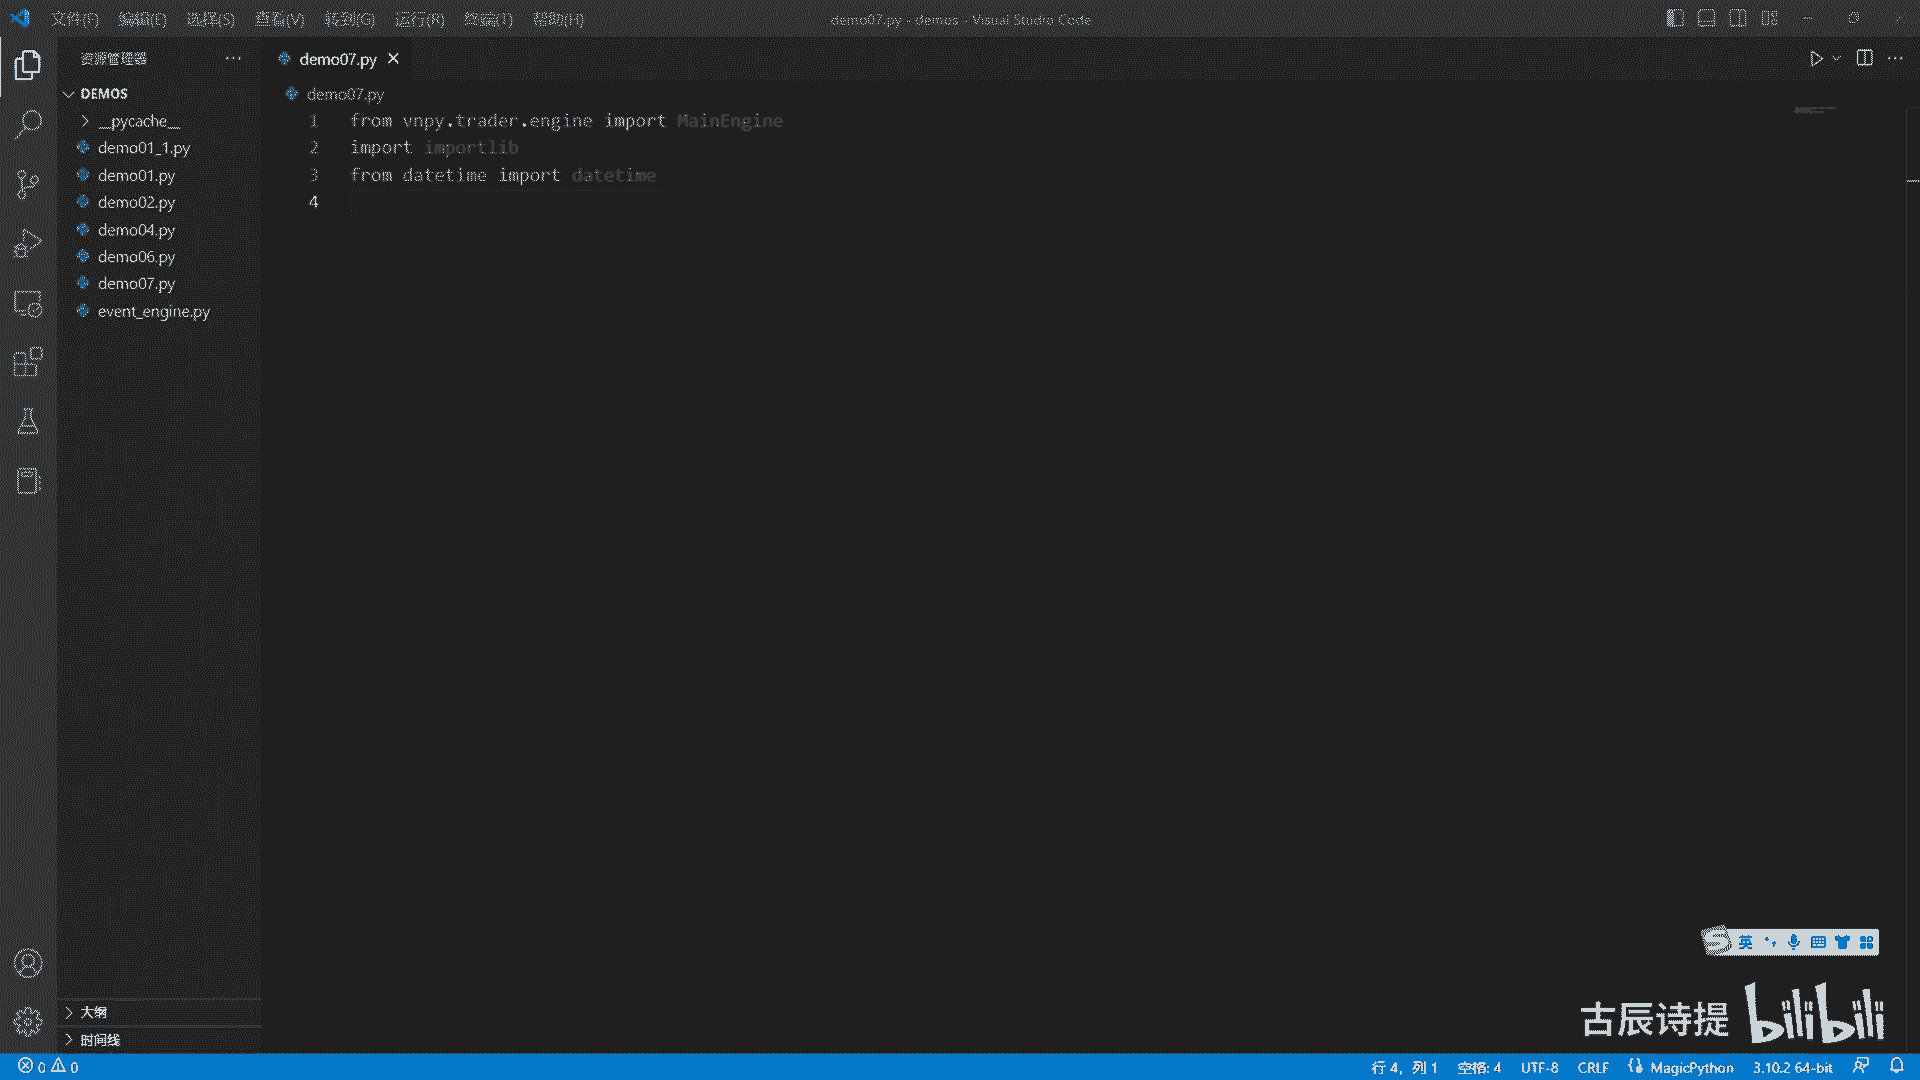 文件(F) 编辑(E) 选择(S) 查看(V) 转到(G) 运行(R) 终端(T) 帮助(H) demo07.py - demos - Visual Studio Code
资源管理器
demo07.py
DEMOS
__pycache__
demo01_1.py
demo01.py
demo02.py
demo04.py
demo06.py
demo07.py
event_engine.py
demo07.py
1 from vnpy.trader.engine import MainEngine
2 import importlib
3 from datetime import datetime
4
英
古辰诗提 bilibili
大纲
时间线
0 0 行 4，列 1 空格: 4 UTF-8 CRLF MagicPython 3.10.2 64-bit